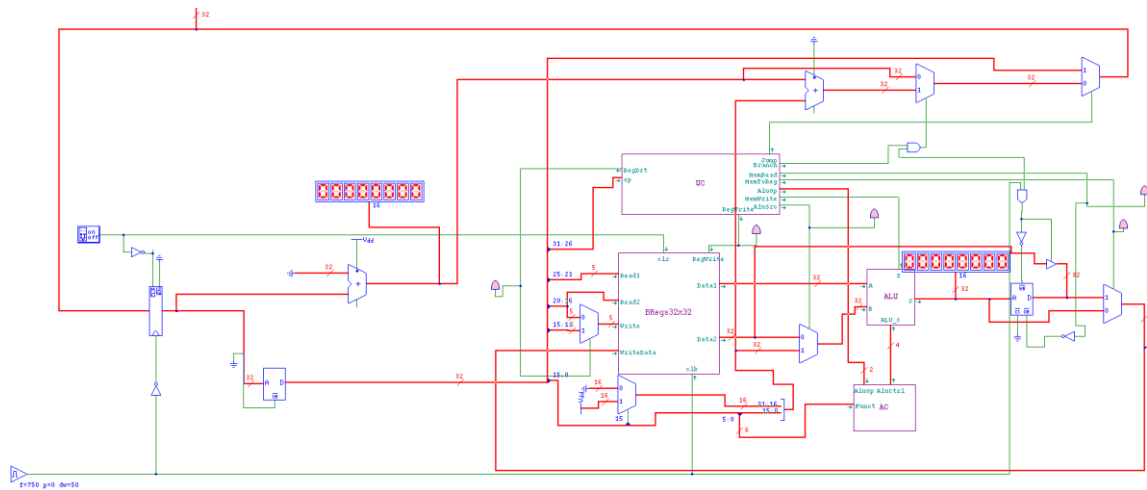 32
32
32
32
32
1
0
0
1
+
Jump
Branch
MemRead
MemToReg
AluOp
MemWrite
AluSrc
RegDst
op
UC
RegWrite
16
on
off
Vdd
31:26
clr
RegWrite
32
+
25:21
5
Read1
Data1
32
16
32
20:16
Read2
ALU
A
S
A
D
1
0
5
Write
BRegs32x32
32
B
ALU_C
15:11
0
1
5
Data2
32
0
1
4
WriteData
32
A
D
32
15:0
clk
2
AluOp
AluCtrl
16
0
1
16
16
31:16
15:0
Funct
AC
Vdd
15
5:0
6
f=750 p=0 dw=50